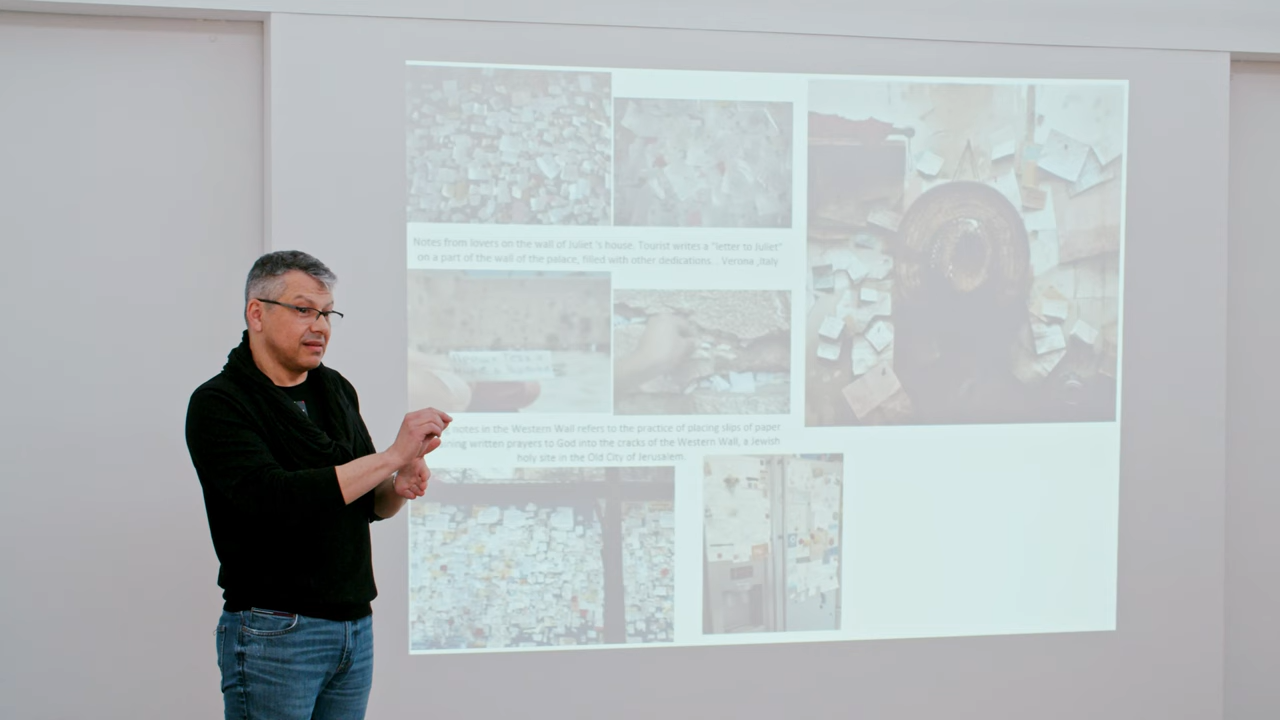 Notes from lovers on the wall of Juliet 's house. Tourist writes a "letter to Juliet"
on a part of the wall of the palace, filled with other dedications. . Verona ,Italy
notes in the Western Wall refers to the practice of placing slips of paper
written prayers to God into the cracks of the Western Wall, a Jewish
holy site in the Old City of Jerusalem.